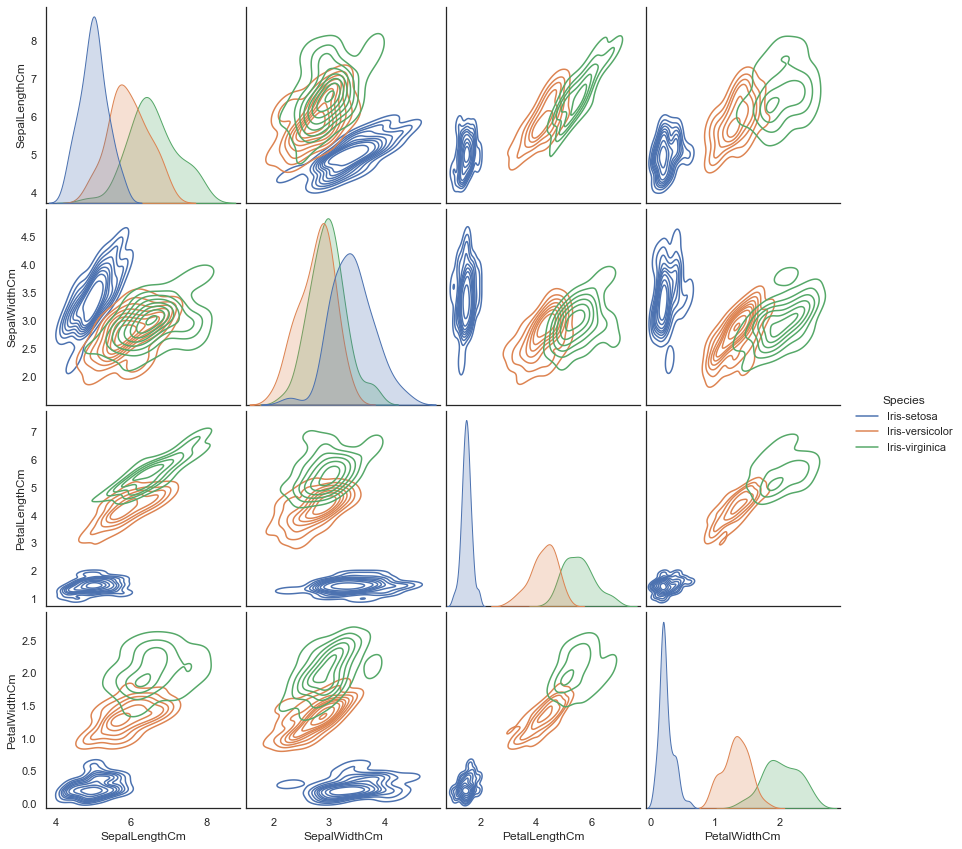 SepalLengthCm
8
7
6
5
4
SepalWidthCm
4.5
4.0
3.5
3.0
2.5
2.0
Species
Iris-setosa
Iris-versicolor
Iris-virginica
PetalLengthCm
7
6
5
4
3
2
1
PetalWidthCm
2.5
2.0
1.5
1.0
0.5
0.0
4 6 8
2 3 4
2 4 6
0 1 2
SepalLengthCm
SepalWidthCm
PetalLengthCm
PetalWidthCm